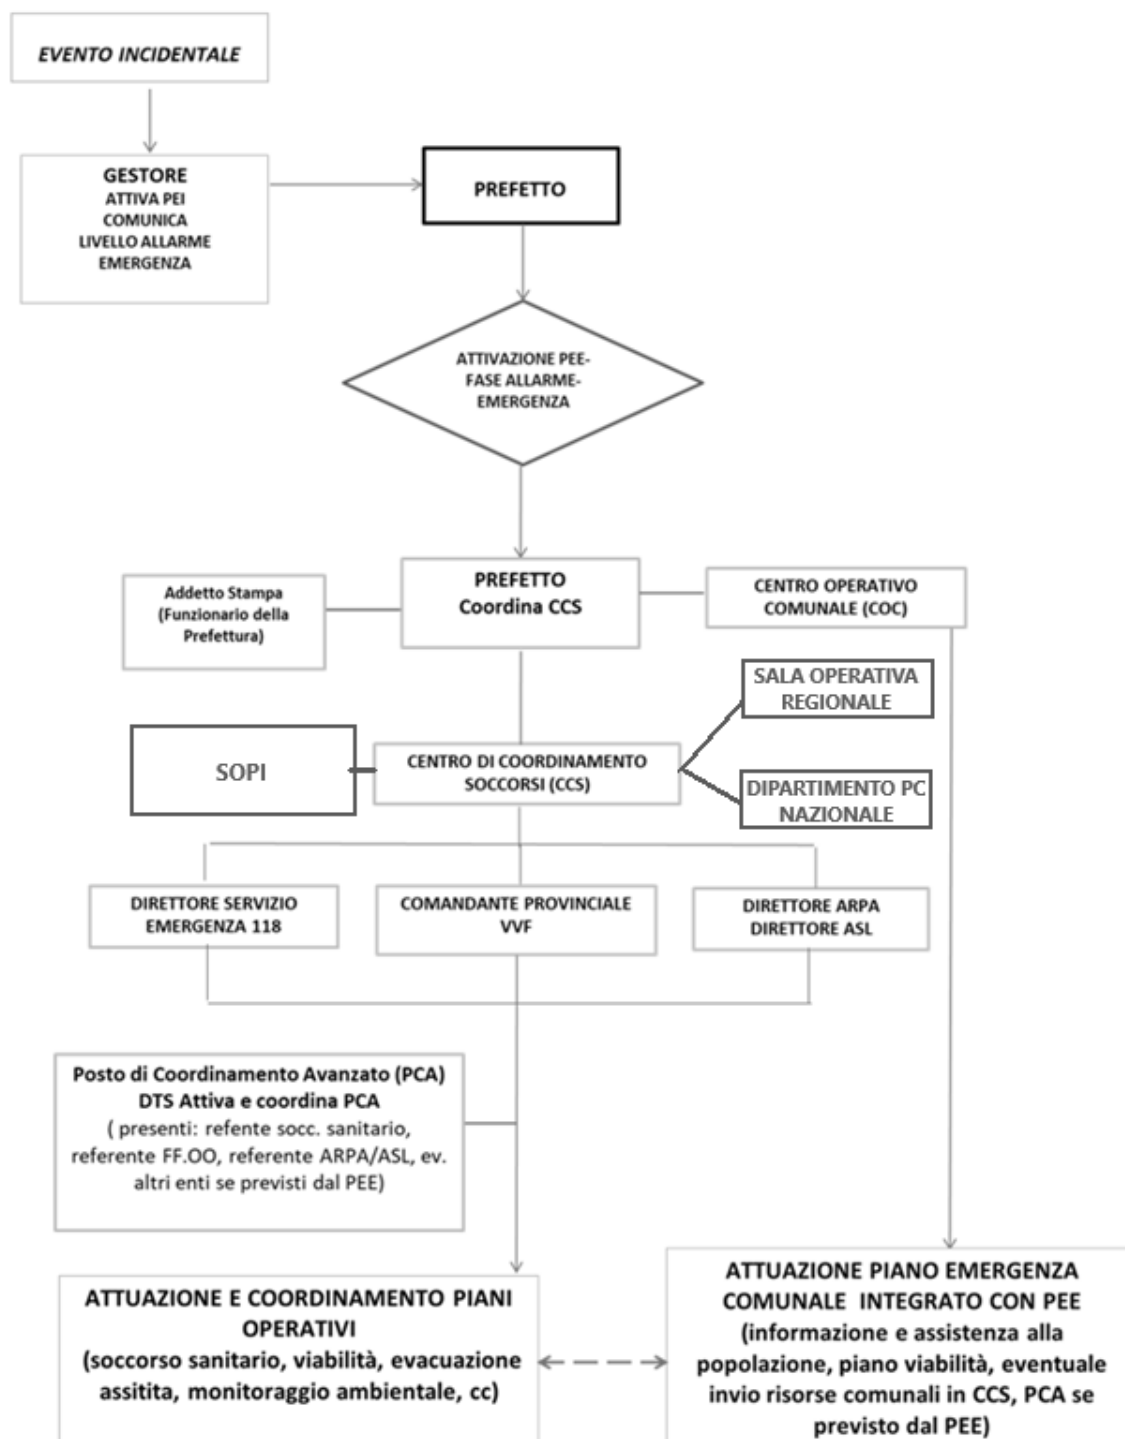 EVENTO INCIDENTALE
GESTORE
ATTIVA PEI
COMUNICA
LIVELLO ALLARME
EMERGENZA
PREFETTO
ATTIVAZIONE PEE-
FASE ALLARME-
EMERGENZA
PREFETTO
Coordina CCS
Addetto Stampa
(Funzionario della
Prefettura)
CENTRO OPERATIVO
COMUNALE (COC)
SALA OPERATIVA
REGIONALE
SOPI
CENTRO DI COORDINAMENTO
SOCCORSI (CCS)
DIPARTIMENTO PC
NAZIONALE
DIRETTORE SERVIZIO
EMERGENZA 118
COMANDANTE PROVINCIALE
VVF
DIRETTORE ARPA
DIRETTORE ASL
Posto di Coordinamento Avanzato (PCA)
DTS Attiva e coordina PCA
( presenti: refente socc. sanitario,
referente FF.OO, referente ARPA/ASL, ev.
altri enti se previsti dal PEE)
ATTUAZIONE E COORDINAMENTO PIANI
OPERATIVI
(soccorso sanitario, viabilità, evacuazione
assitita, monitoraggio ambientale, cc)
ATTUAZIONE PIANO EMERGENZA
COMUNALE INTEGRATO CON PEE
(informazione e assistenza alla
popolazione, piano viabilità, eventuale
invio risorse comunali in CCS, PCA se
previsto dal PEE)